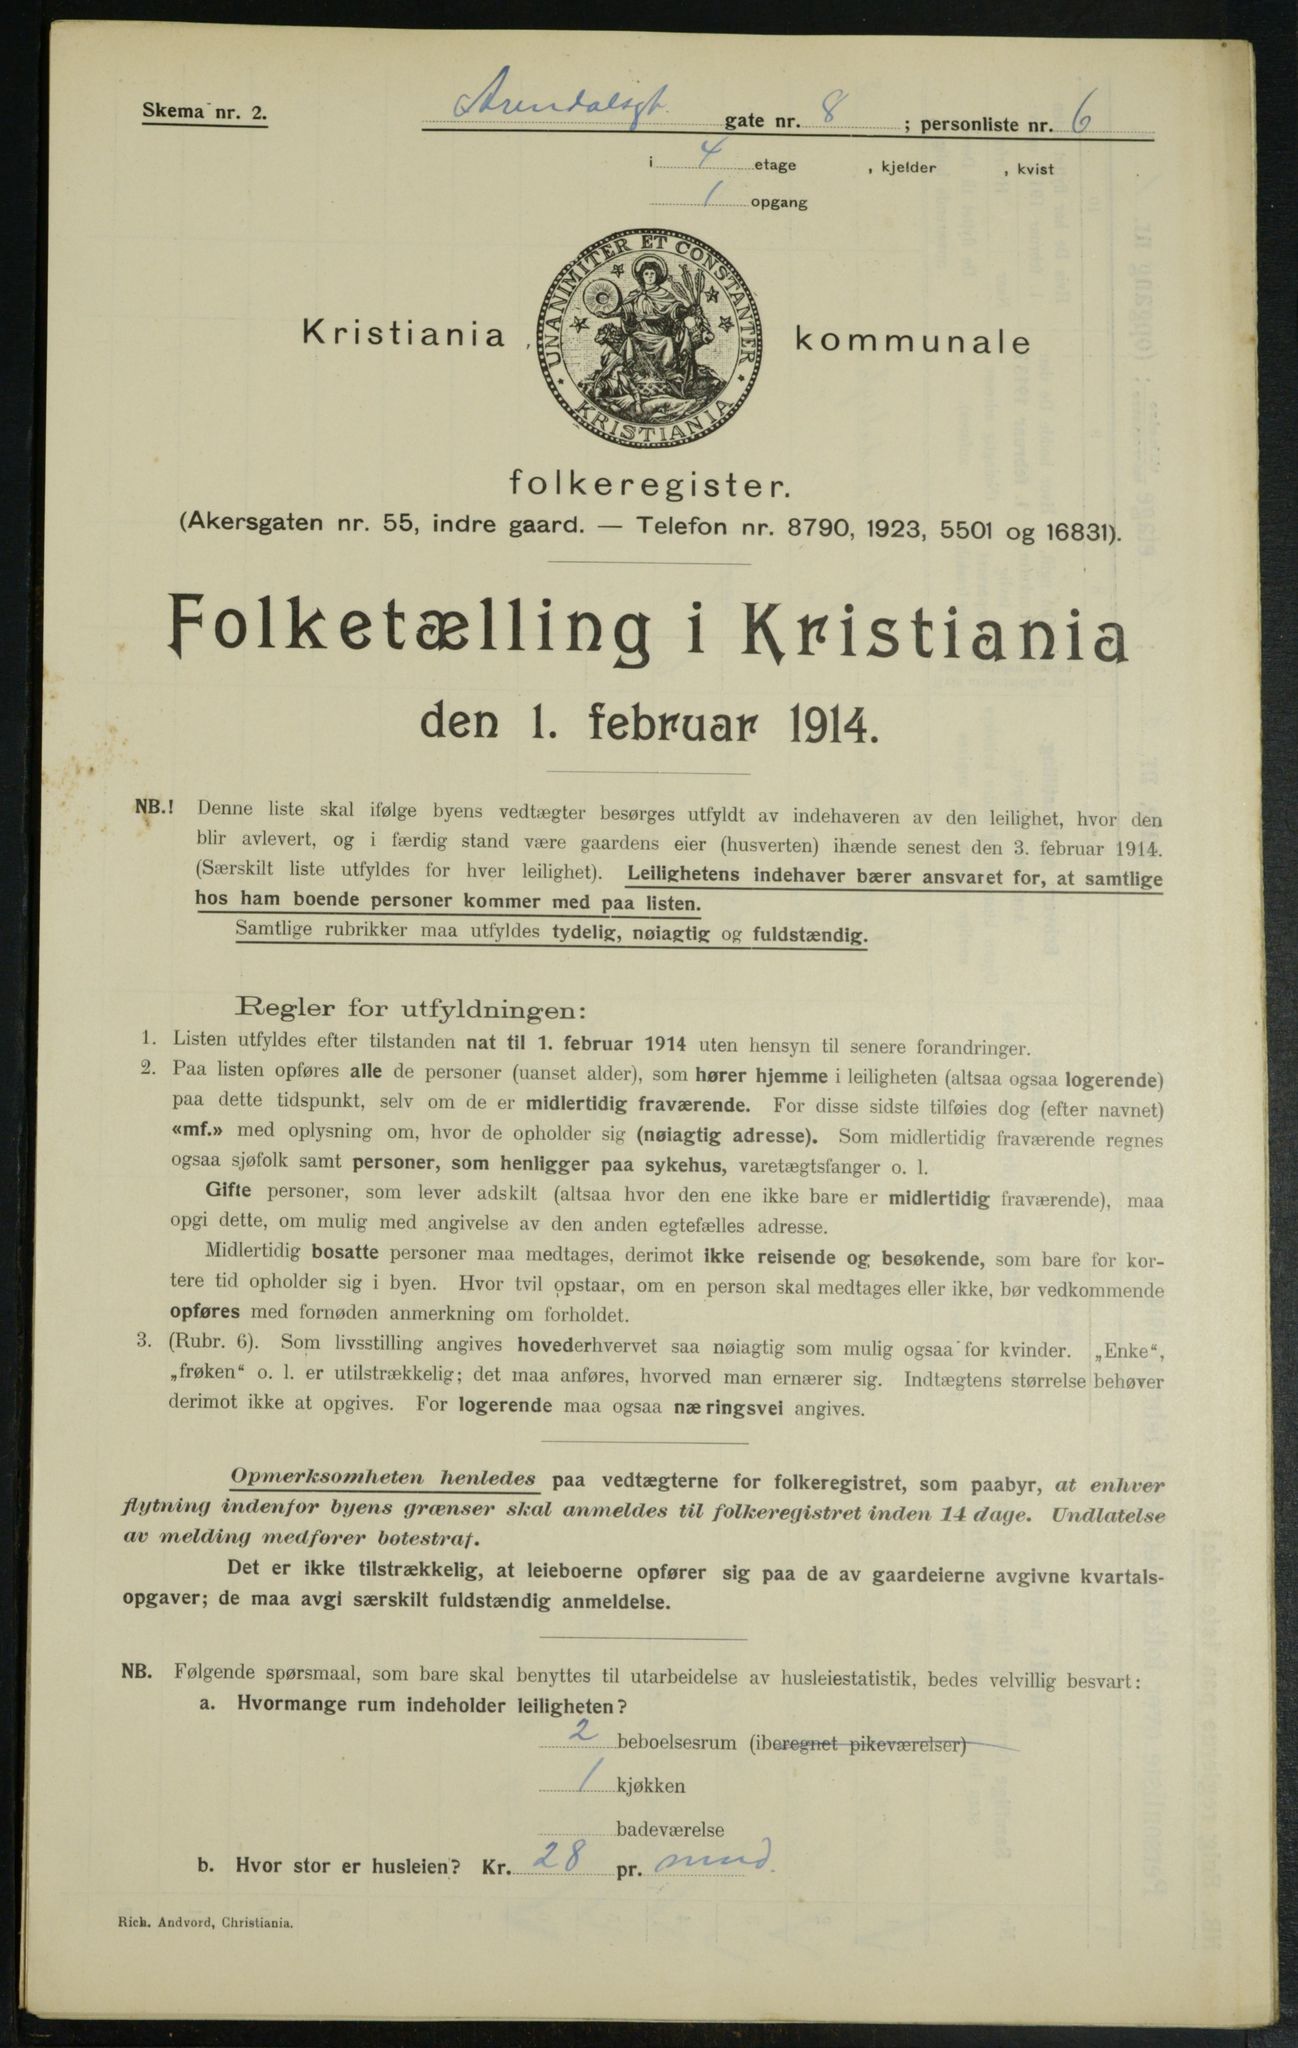 Skema nr. 2.
Arendalsgt. gate nr. 8 ; personliste nr. 6
i 4 etage , kjelder , kvist
1 opgang
UNANIMITER ET CONSTANTER
KRISTIANIA
Kristiania kommunale
folkeregister.
(Akersgaten nr. 55, indre gaard. — Telefon nr. 8790, 1923, 5501 og 16831).
Folketælling i Kristiania
den 1. februar 1914.
NB.! Denne liste skal ifølge byens vedtægter besørges utfyldt av indehaveren av den leilighet, hvor den
blir avlevert, og i færdig stand være gaardens eier (husverten) ihænde senest den 3. februar 1914.
(Særskilt liste utfyldes for hver leilighet). Leilighetens indehaver bærer ansvaret for, at samtlige
hos ham boende personer kommer med paa listen.
Samtlige rubrikker maa utfyldes tydelig, nøiagtig og fuldstændig.
Regler for utfyldningen:
1. Listen utfyldes efter tilstanden nat til 1. februar 1914 uten hensyn til senere forandringer.
2. Paa listen opføres alle de personer (uanset alder), som hører hjemme i leiligheten (altsaa ogsaa logerende)
paa dette tidspunkt, selv om de er midlertidig fraværende. For disse sidste tilføies dog (efter navnet)
«mf.» med oplysning om, hvor de opholder sig (nøiagtig adresse). Som midlertidig fraværende regnes
ogsaa sjøfolk samt personer, som henligger paa sykehus, varetægtsfanger o. l.
Gifte personer, som lever adskilt (altsaa hvor den ene ikke bare er midlertidig fraværende), maa
opgi dette, om mulig med angivelse av den anden egtefælles adresse.
Midlertidig bosatte personer maa medtages, derimot ikke reisende og besøkende, som bare for kor-
tere tid opholder sig i byen. Hvor tvil opstaar, om en person skal medtages eller ikke, bør vedkommende
opføres med fornøden anmerkning om forholdet.
3. (Rubr. 6). Som livsstilling angives hovederhvervet saa nøiagtig som mulig ogsaa for kvinder. „Enke“,
„frøken“ o. l. er utilstrækkelig; det maa anføres, hvorved man ernærer sig. Indtægtens størrelse behøver
derimot ikke at opgives. For logerende maa ogsaa næringsvei angives.
Opmerksomheten henledes paa vedtægterne for folkeregistret, som paabyr, at enhver
flytning indenfor byens grænser skal anmeldes til folkeregistret inden 14 dage. Undlatelse
av melding medfører bøtestraf.
Det er ikke tilstrækkelig, at leieboerne opfører sig paa de av gaardeierne avgivne kvartals-
opgaver; de maa avgi særskilt fuldstændig anmeldelse.
NB. Følgende spørsmaal, som bare skal benyttes til utarbeidelse av husleiestatistik, bedes velvillig besvart:
a. Hvormange rum indeholder leiligheten?
2 beboelsesrum (iberegnet pikeværelser)
1 kjøkken
badeværelse
b. Hvor stor er husleien? Kr. 28 pr. mnd.
Rich. Andvord, Christiania.